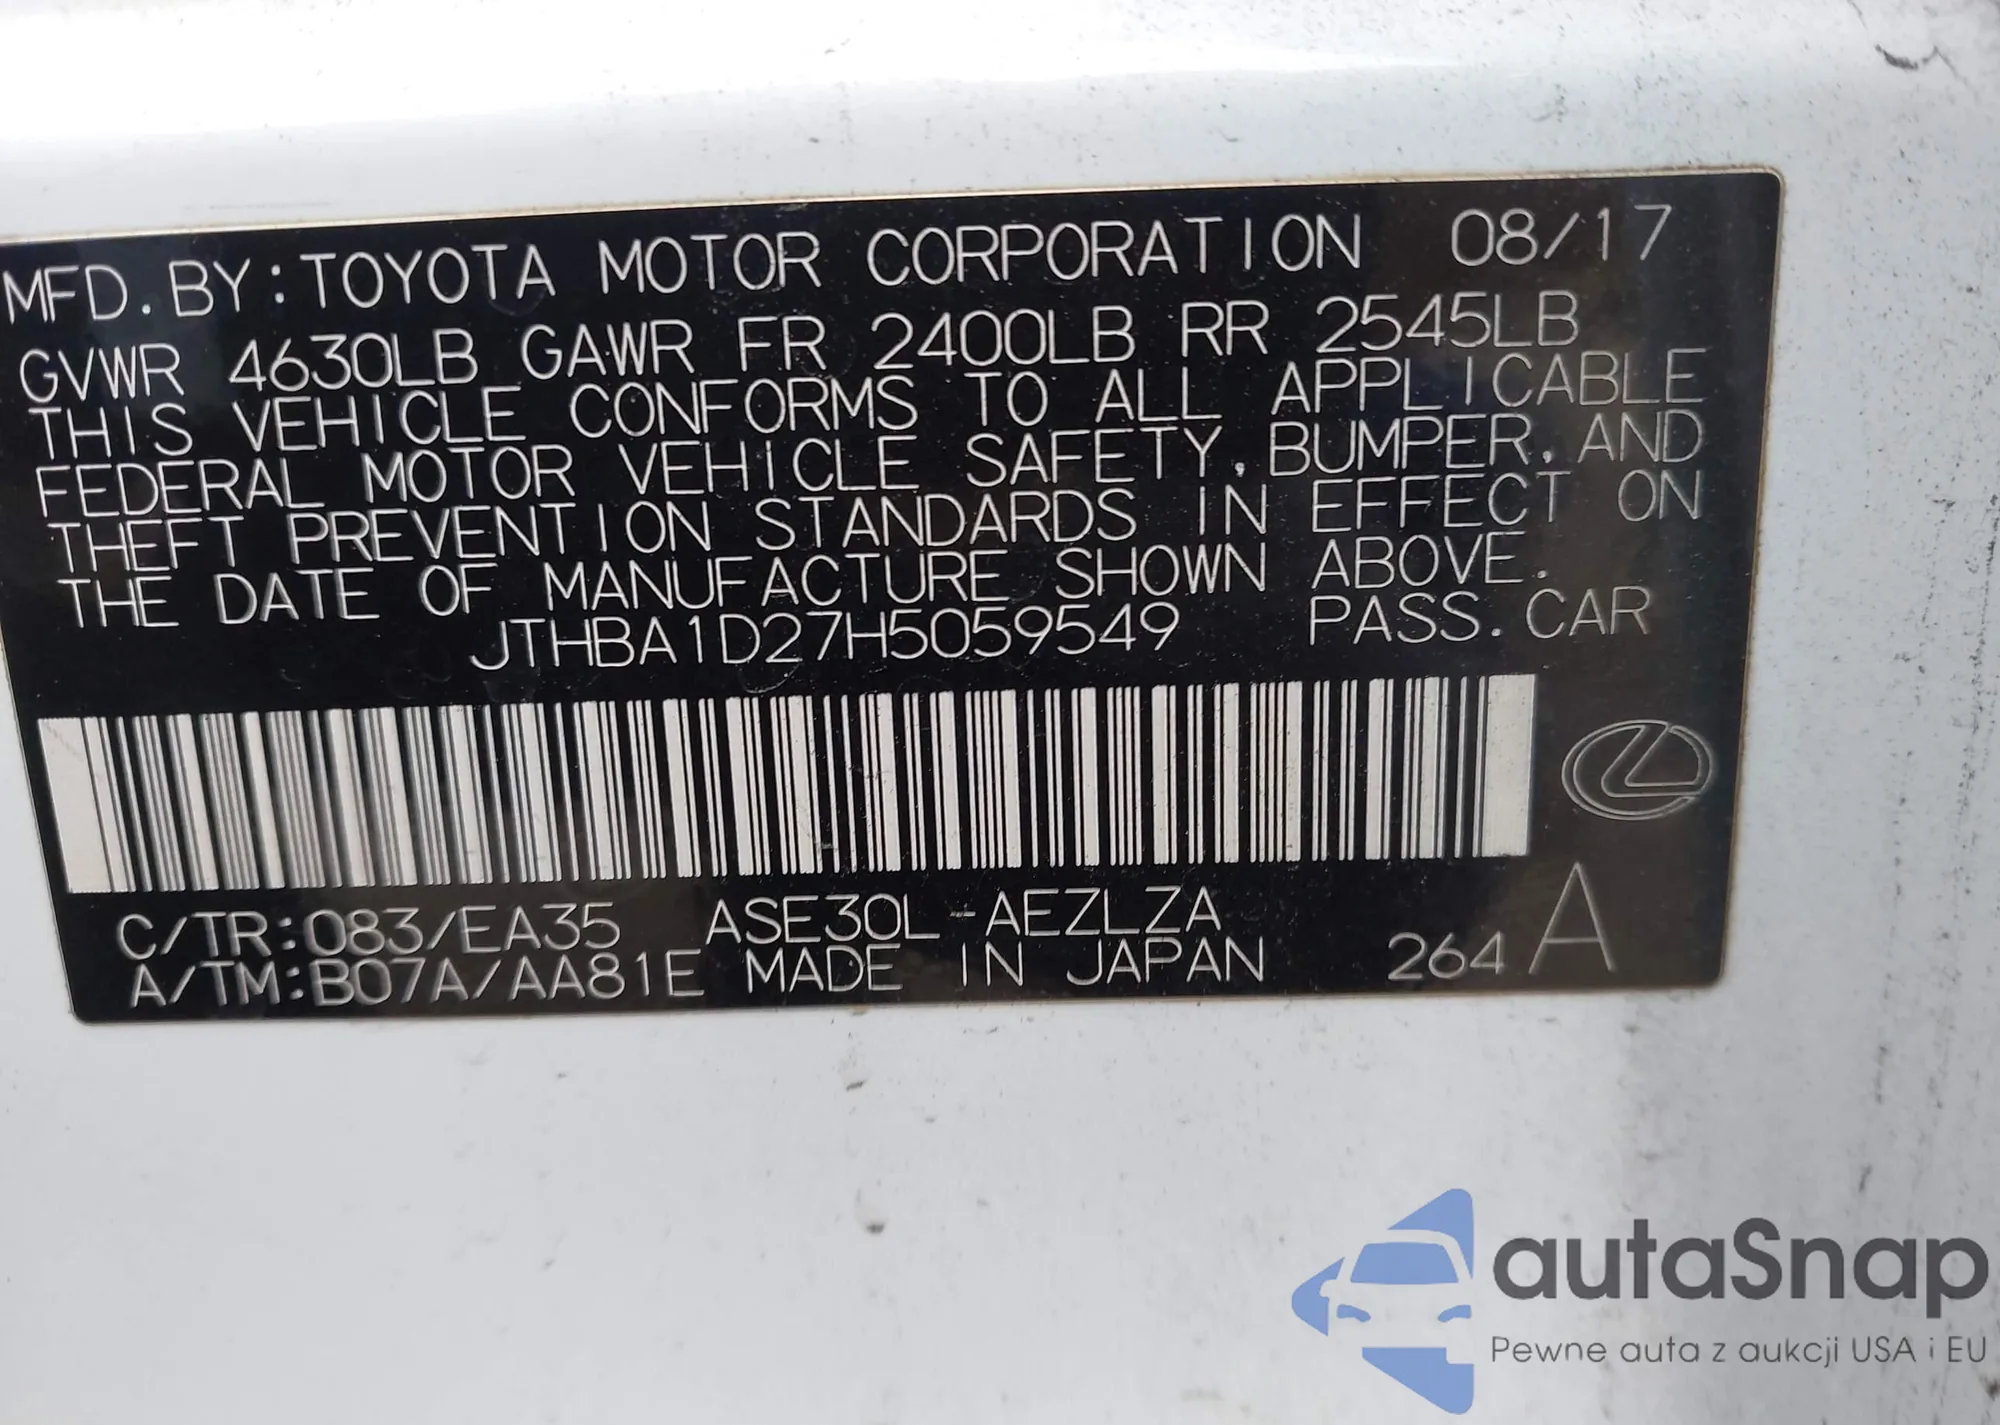 MFD. BY: TOYOTA MOTOR CORPORATION 08/17
GVWR 4630LB GAWR FR 2400LB RR 2545LB
THIS VEHICLE CONFORMS TO ALL APPLICABLE
FEDERAL MOTOR VEHICLE SAFETY, BUMPER, AND
THEFT PREVENTION STANDARDS IN EFFECT ON
THE DATE OF MANUFACTURE SHOWN ABOVE.
JTHBA1D27H5059549 PASS. CAR
C/TR: 083/EA35 ASE30L-AEZLZA
A/TM: B07A/AA81E MADE IN JAPAN 264 A
autaSnap
Pewne auta z aukcji USA i EU